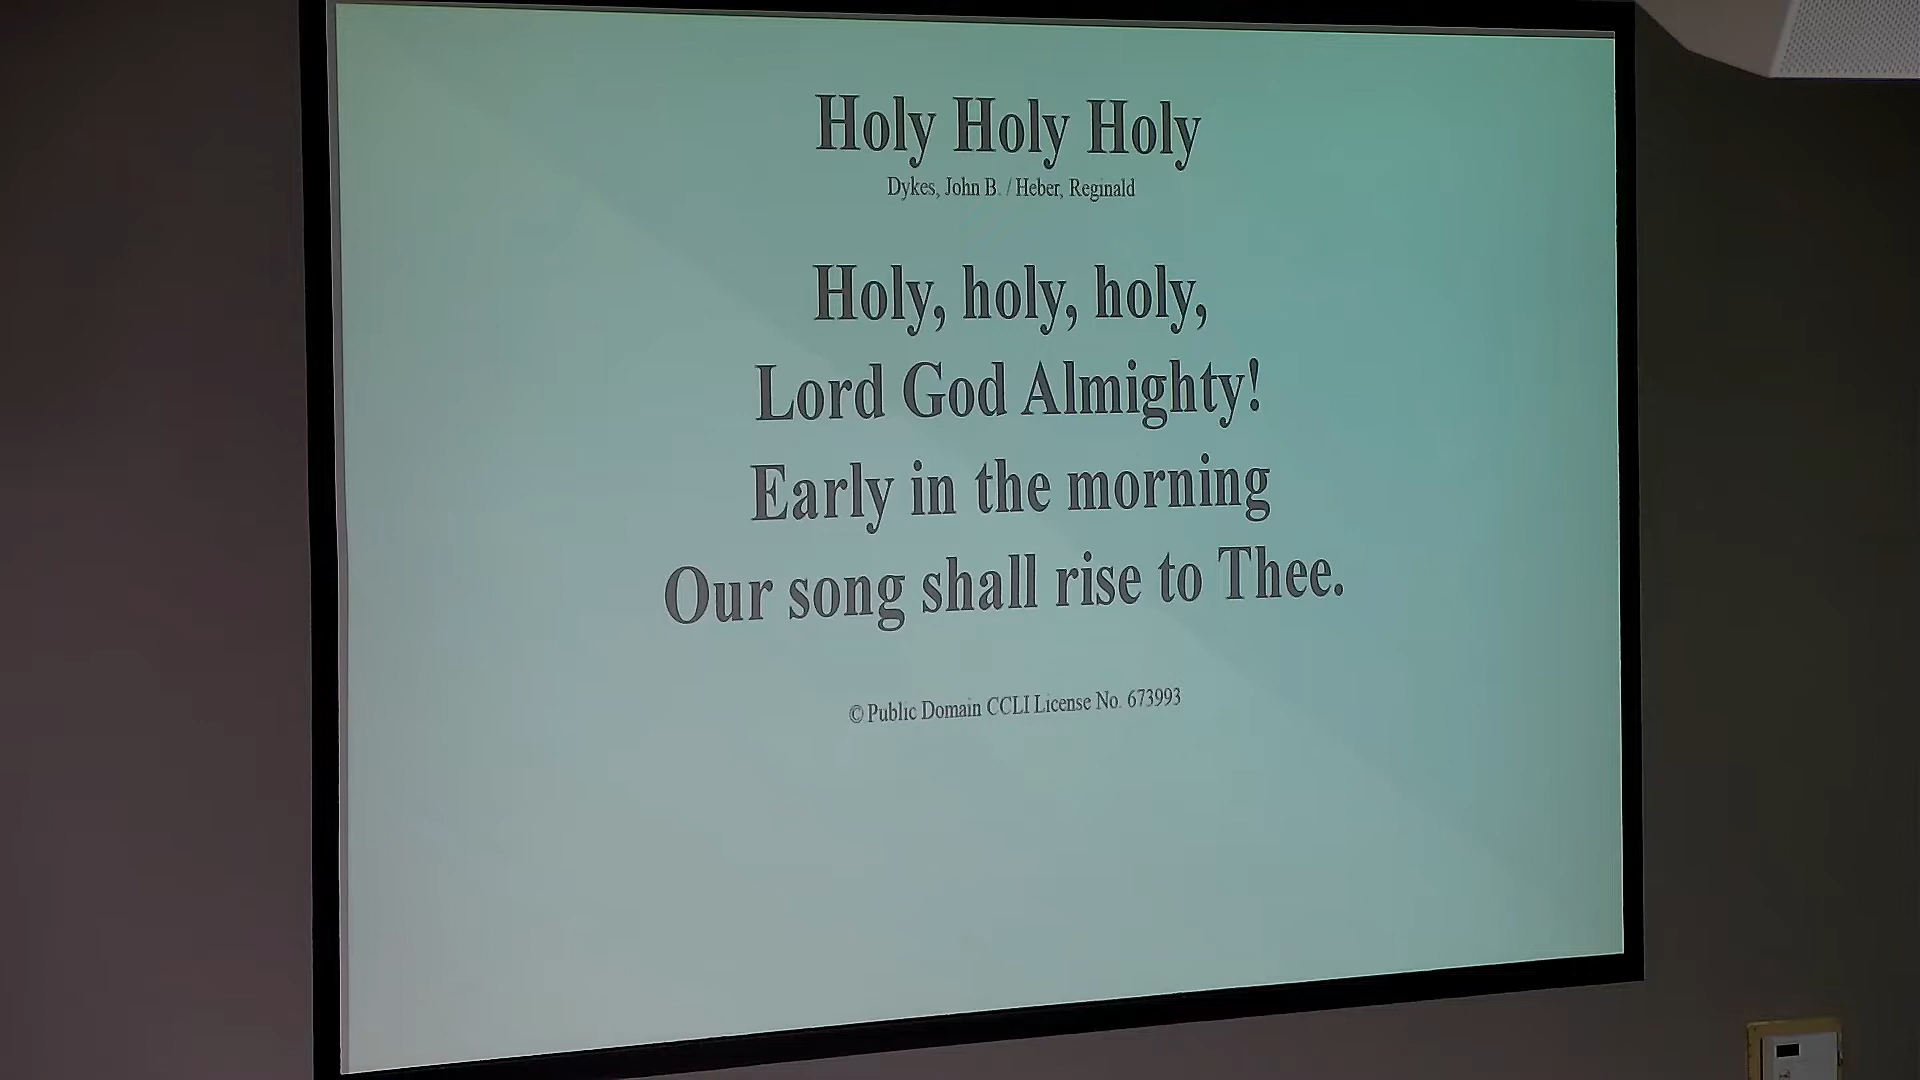 Holy Holy Holy
Dykes, John B. / Heber, Reginald
Holy, holy, holy,
Lord God Almighty!
Early in the morning
Our song shall rise to Thee.
© Public Domain CCLI License No. 673993